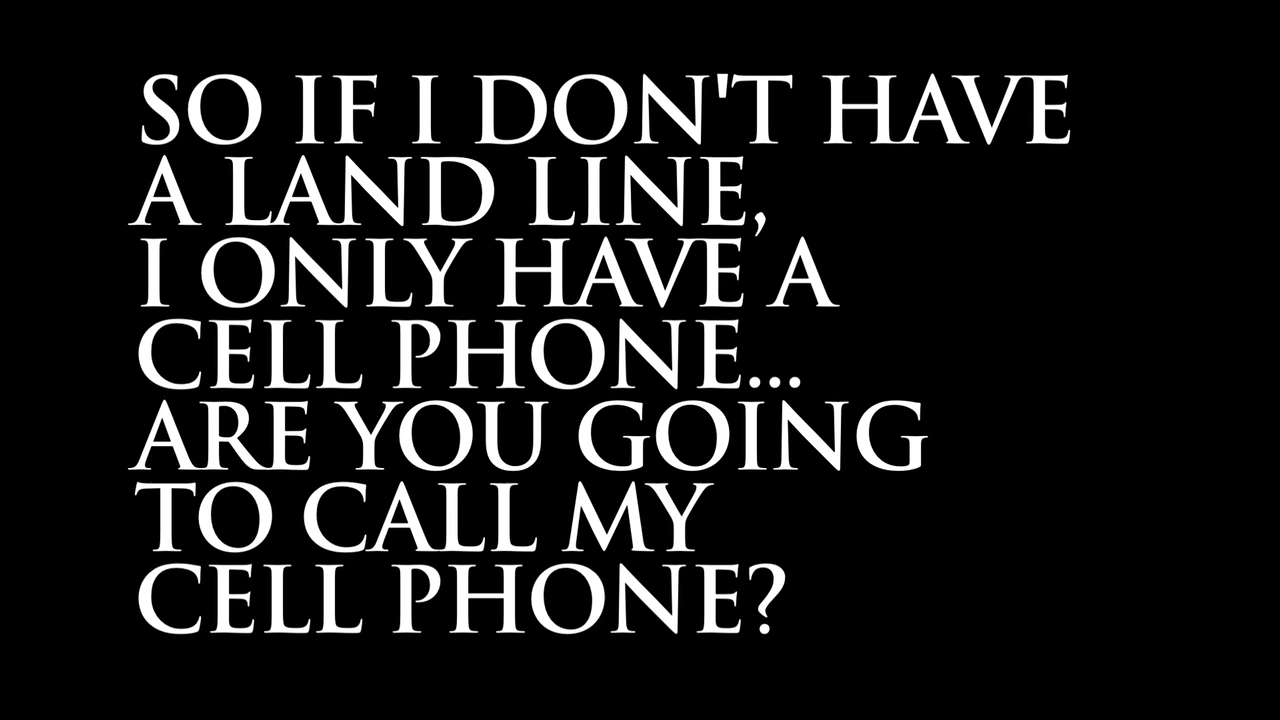 SO IF I DON'T HAVE
A LAND LINE,
I ONLY HAVE A
CELL PHONE...
ARE YOU GOING
TO CALL MY
CELL PHONE?